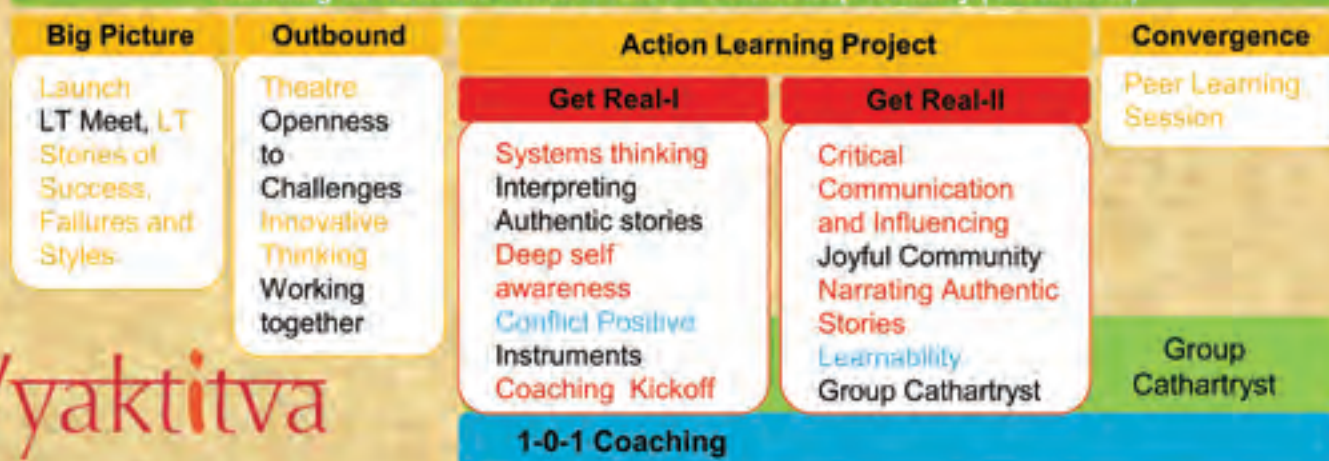 Big Picture
Launch
LT Meet, LT
Stories of
Success,
Failures and
Styles
Outbound
Theatre
Openness
to
Challenges
Innovative
Thinking
Working
together
Action Learning Project
Get Real-I
Systems thinking
Interpreting
Authentic stories
Deep self
awareness
Conflict Positive
Instruments
Coaching Kickoff
Get Real-II
Critical
Communication
and Influencing
Joyful Community
Narrating Authentic
Stories
Learnability
Group Cathartryst
Convergence
Peer Learning
Session
Group
Cathartryst
1-0-1 Coaching
yaktitva